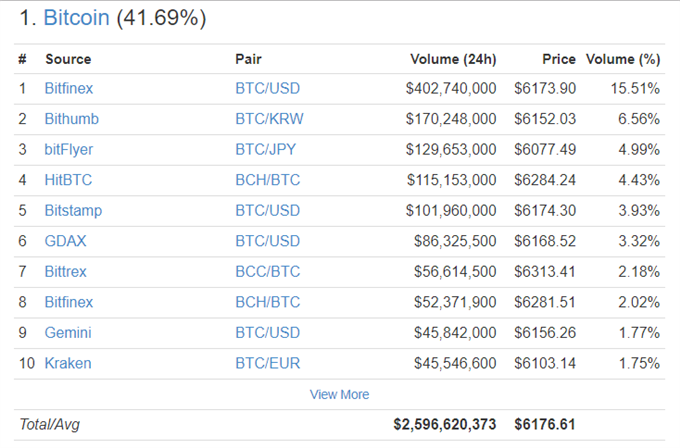 1. Bitcoin (41.69%)
# Source Pair Volume (24h) Price Volume (%)
1 Bitfinex BTC/USD $402,740,000 $6173.90 15.51%
2 Bithumb BTC/KRW $170,248,000 $6152.03 6.56%
3 bitFlyer BTC/JPY $129,653,000 $6077.49 4.99%
4 HitBTC BCH/BTC $115,153,000 $6284.24 4.43%
5 Bitstamp BTC/USD $101,960,000 $6174.30 3.93%
6 GDAX BTC/USD $86,325,500 $6168.52 3.32%
7 Bittrex BCC/BTC $56,614,500 $6313.41 2.18%
8 Bitfinex BCH/BTC $52,371,900 $6281.51 2.02%
9 Gemini BTC/USD $45,842,000 $6156.26 1.77%
10 Kraken BTC/EUR $45,546,600 $6103.14 1.75%
View More
Total/Avg $2,596,620,373 $6176.61